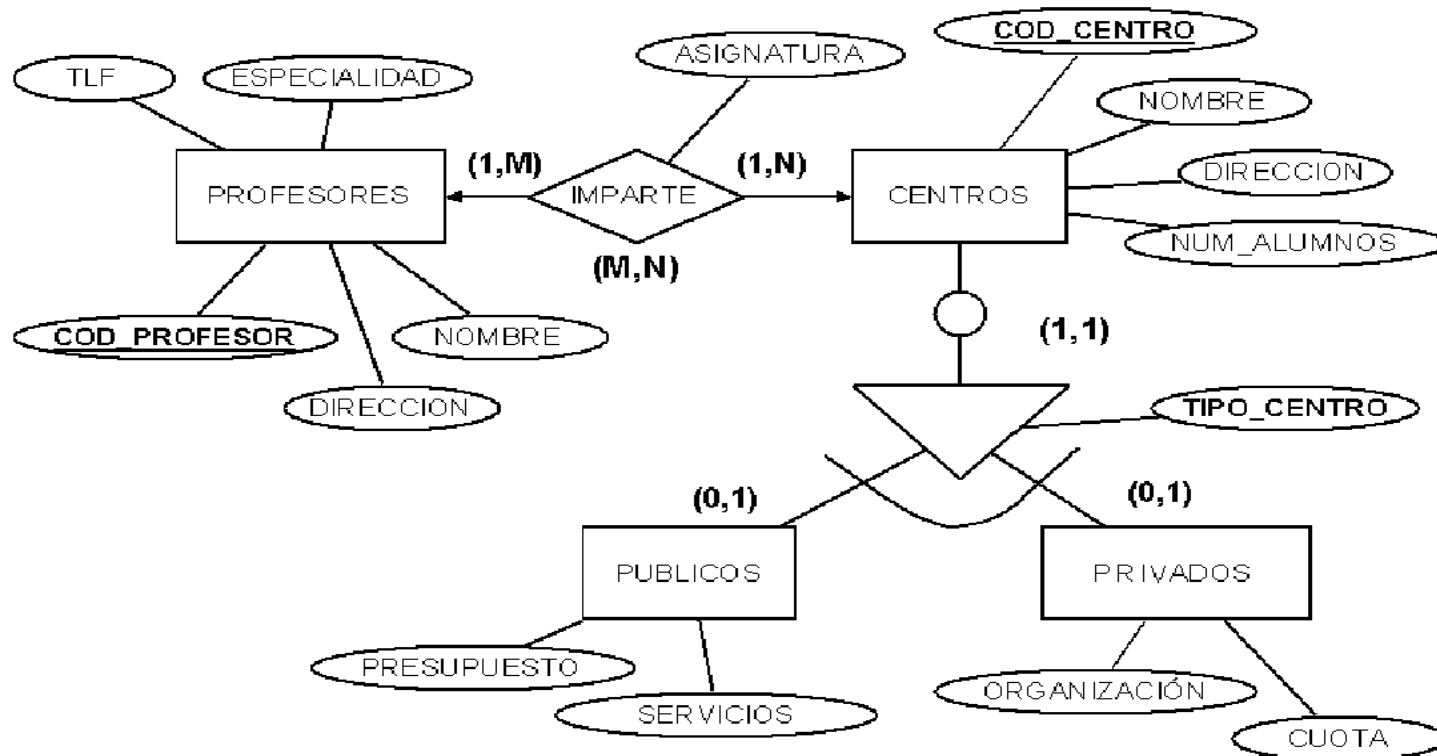 COD_CENTRO
ASIGNATURA
TLF
ESPECIALIDAD
NOMBRE
(1,M)
(1,N)
PROFESORES
IMPARTE
CENTROS
DIRECCION
NUM_ALUMNOS
(M,N)
COD_PROFESOR
NOMBRE
(1,1)
DIRECCION
TIPO_CENTRO
(0,1)
(0,1)
PUBLICOS
PRIVADOS
PRESUPUESTO
ORGANIZACIÓN
SERVICIOS
CUOTA